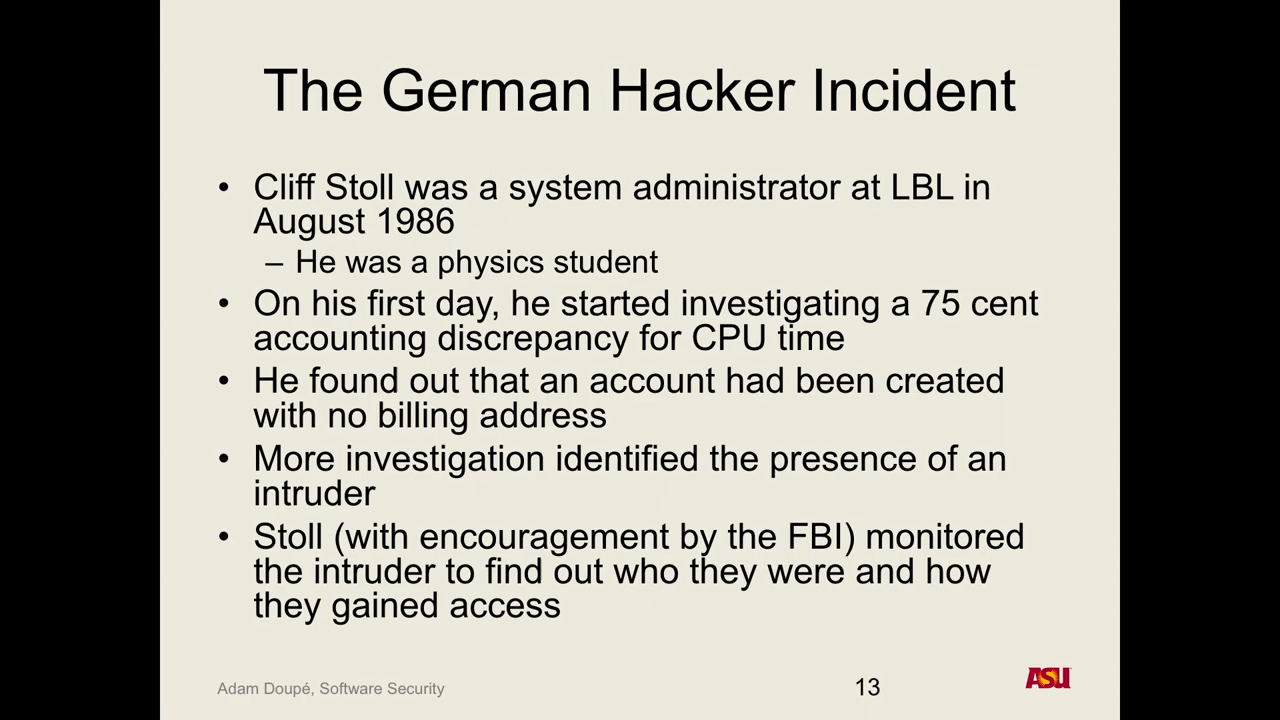 The German Hacker Incident
• Cliff Stoll was a system administrator at LBL in
August 1986
– He was a physics student
• On his first day, he started investigating a 75 cent
accounting discrepancy for CPU time
• He found out that an account had been created
with no billing address
• More investigation identified the presence of an
intruder
• Stoll (with encouragement by the FBI) monitored
the intruder to find out who they were and how
they gained access
Adam Doupé, Software Security
13
ASU